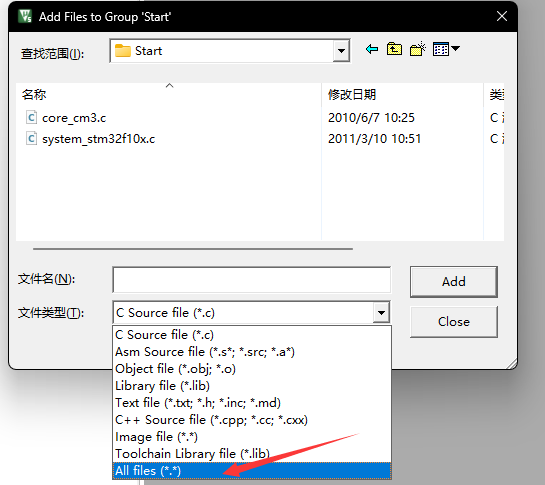 Add Files to Group 'Start'
查找范围(I):
Start
名称
修改日期
core_cm3.c
2010/6/7 10:25
C
system_stm32f10x.c
2011/3/10 10:51
C
文件名(N):
Add
文件类型(T):
C Source file (*.c)
Close
C Source file (*.c)
Asm Source file (*.s*; *.src; *.a*)
Object file (*.obj; *.o)
Library file (*.lib)
Text file (*.txt; *.h; *.inc; *.md)
C++ Source file (*.cpp; *.cc; *.cxx)
Image file (*.*)
Toolchain Library file (*.lib)
All files (*.*)